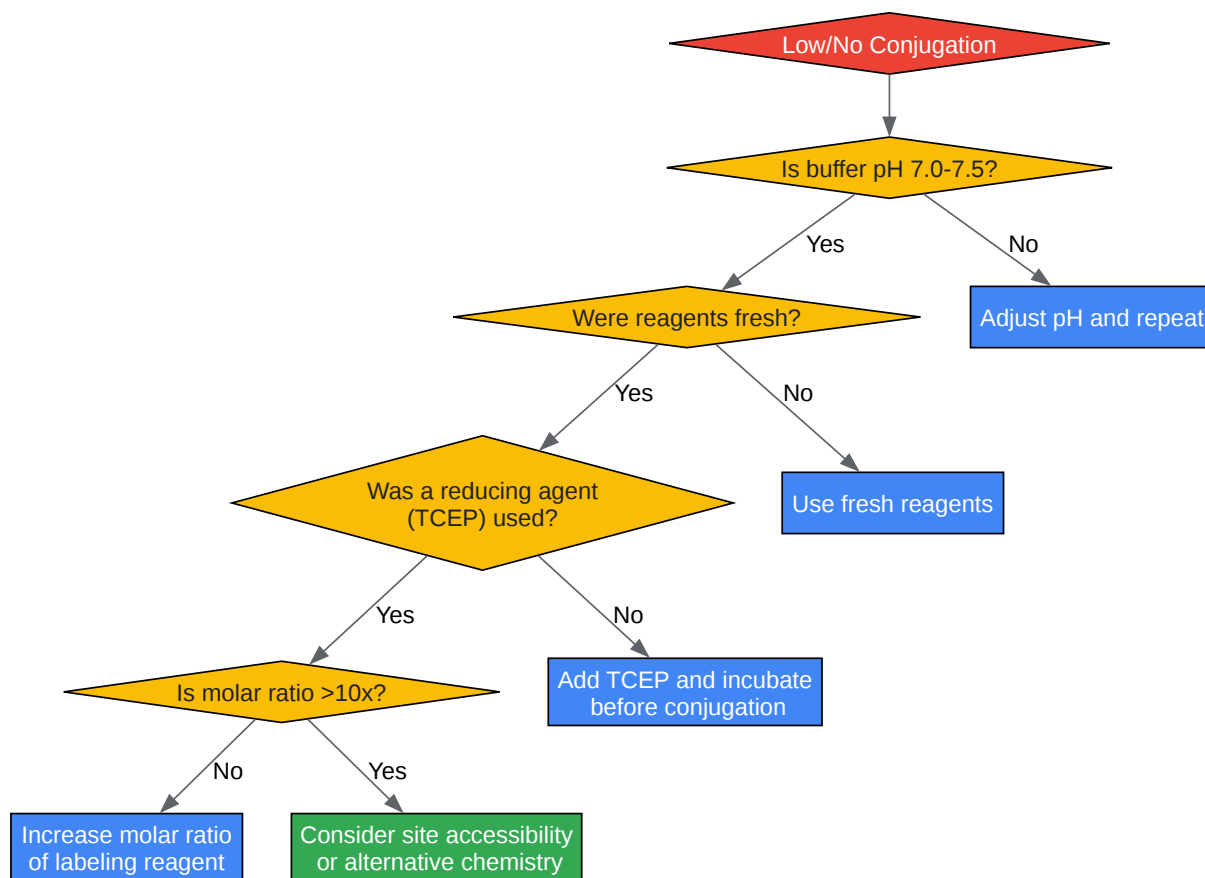 Low/No Conjugation
Is buffer pH 7.0-7.5?
Yes
No
Were reagents fresh?
Adjust pH and repeat
Yes
No
Was a reducing agent
(TCEP) used?
Use fresh reagents
Yes
No
Is molar ratio >10x?
Add TCEP and incubate
before conjugation
No
Yes
Increase molar ratio
of labeling reagent
Consider site accessibility
or alternative chemistry